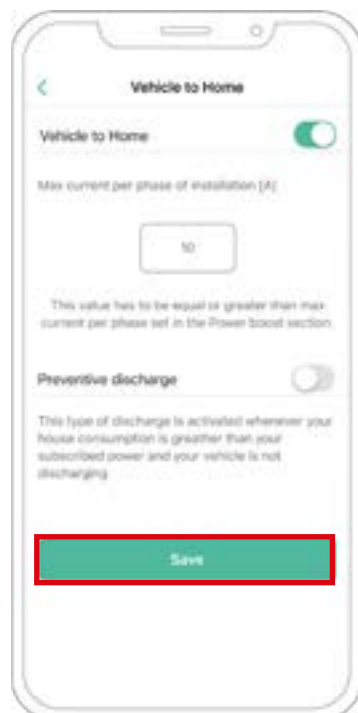 Vehicle to Home
Vehicle to Home
Max current per phase of installation [A]
10
This value has to be equal or greater than max
current per phase set in the Power boost section
Preventive discharge
This type of discharge is activated whenever your
house consumption is greather than your
subscribed power and your vehicle is not
discharging
Save